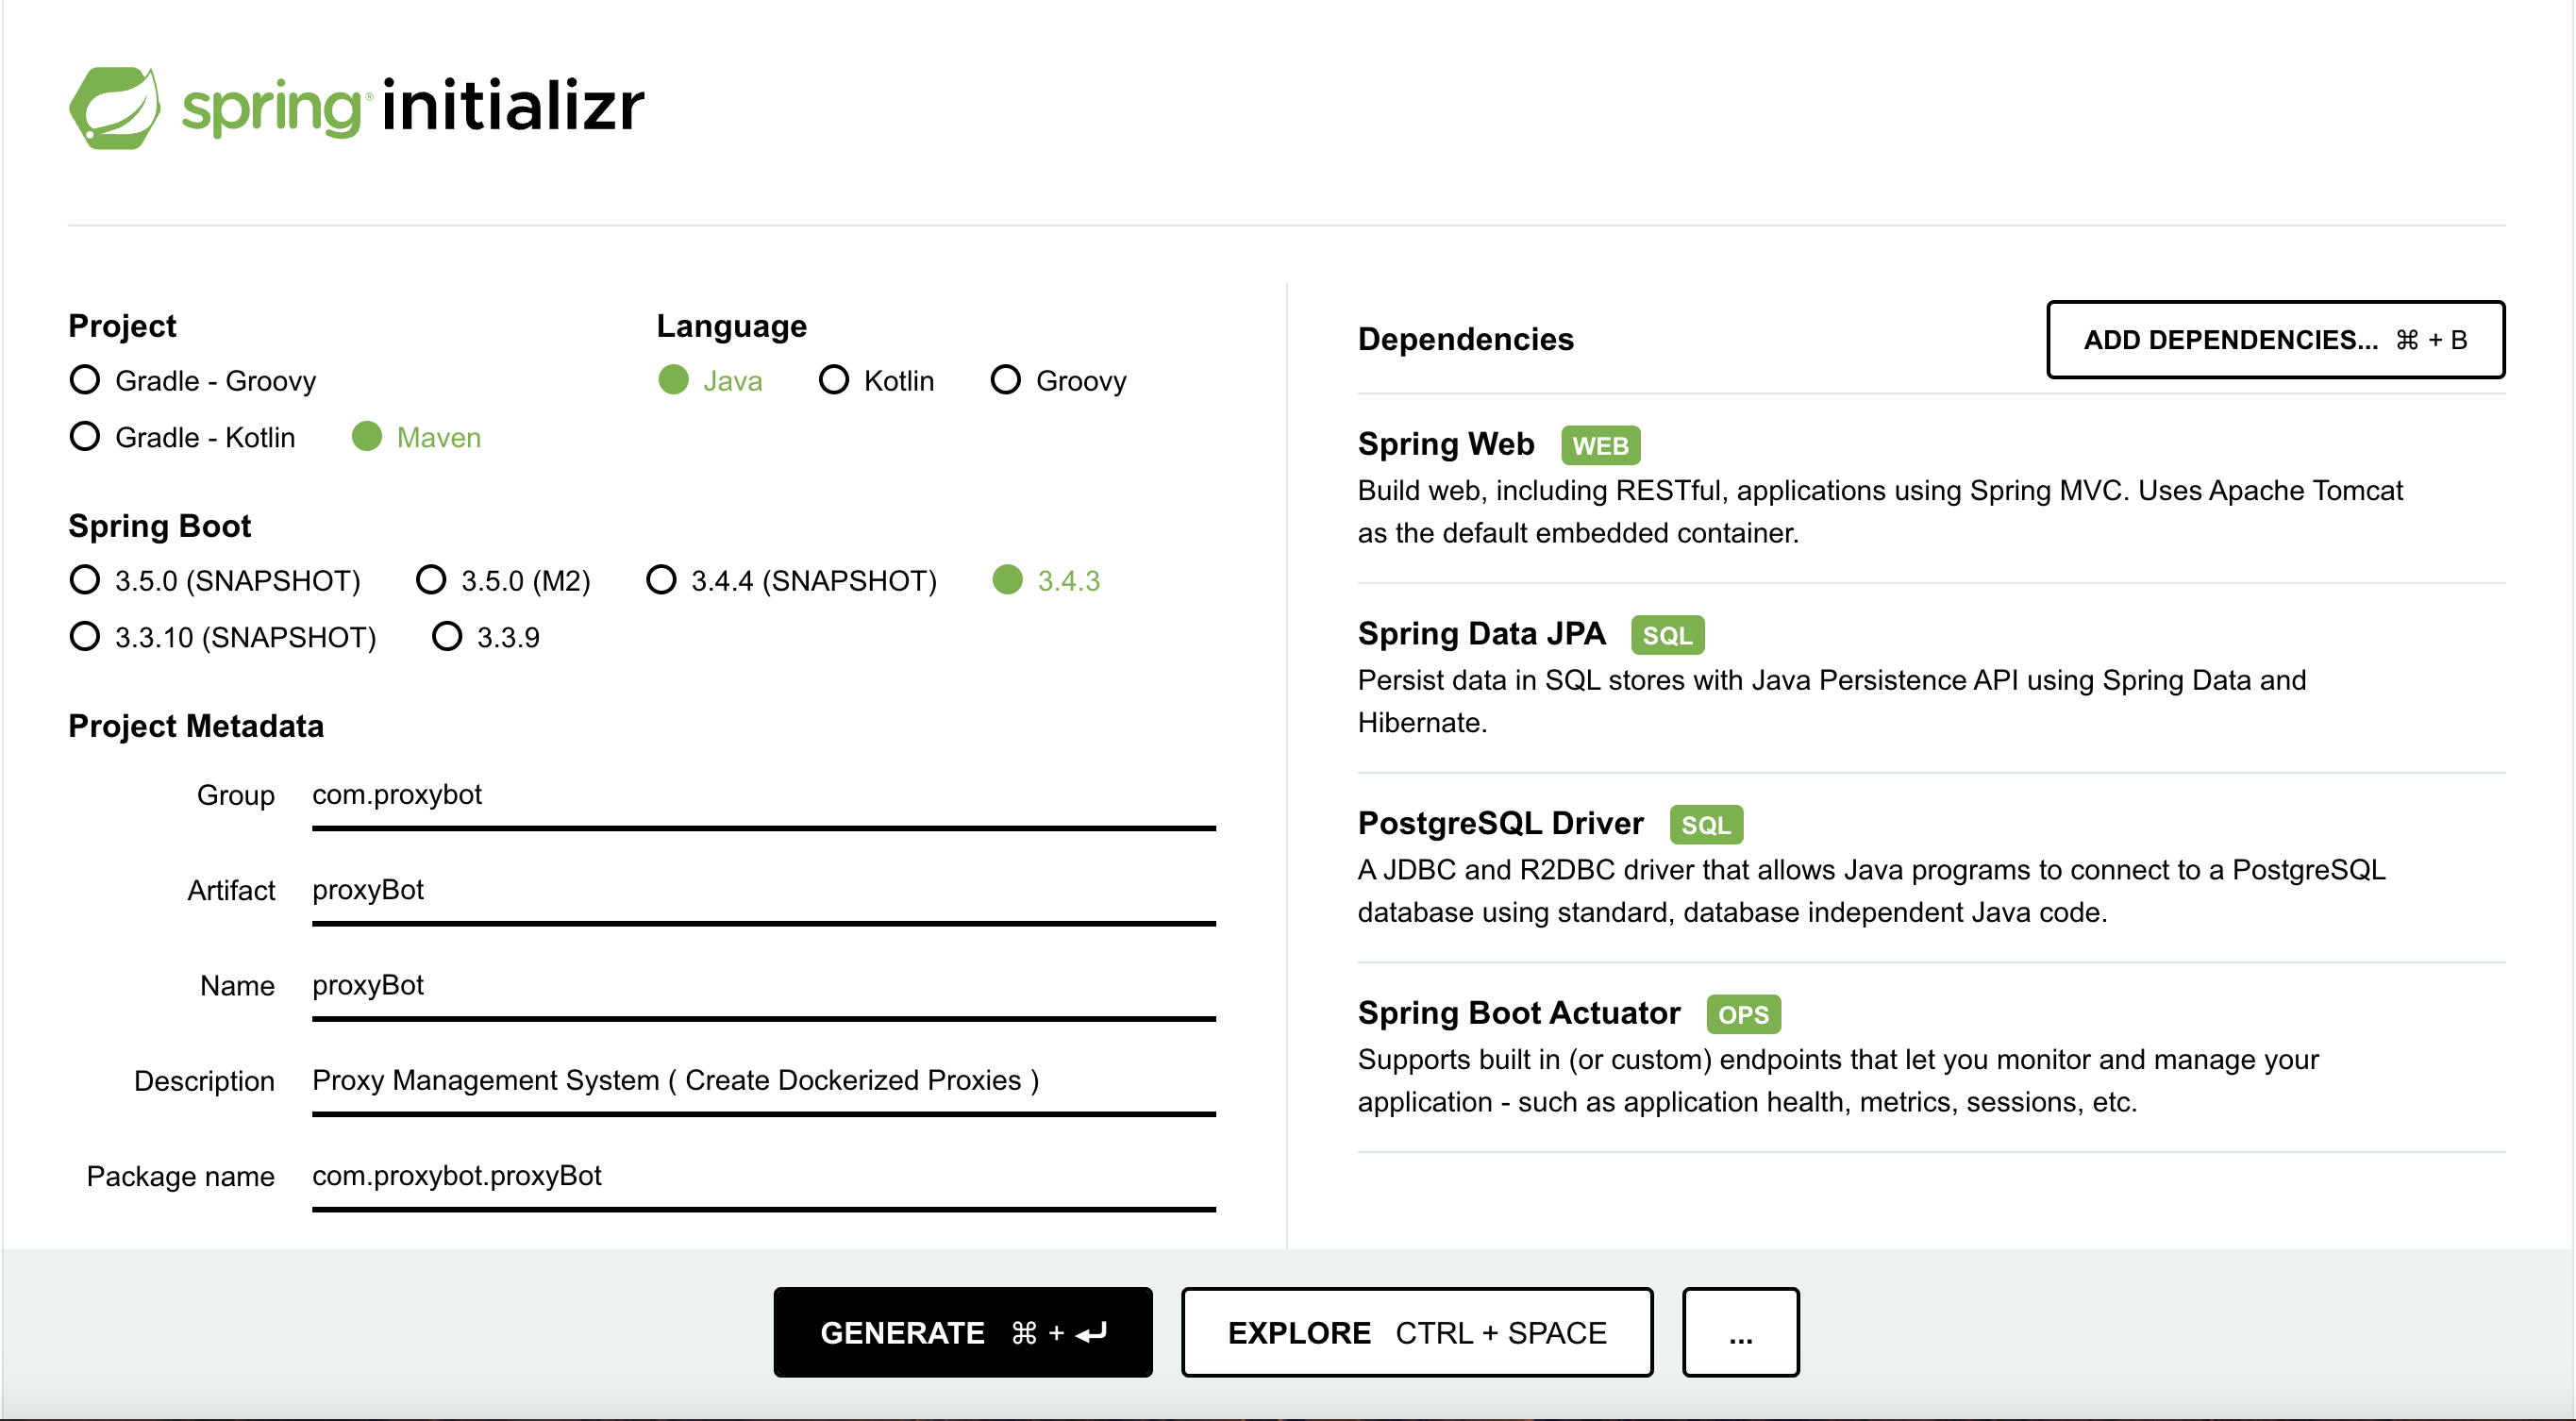 spring® initializr
Project
Gradle - Groovy
Gradle - Kotlin Maven
Language
Java Kotlin Groovy
Spring Boot
3.5.0 (SNAPSHOT) 3.5.0 (M2) 3.4.4 (SNAPSHOT) 3.4.3
3.3.10 (SNAPSHOT) 3.3.9
Project Metadata
Group com.proxybot
Artifact proxyBot
Name proxyBot
Description Proxy Management System ( Create Dockerized Proxies )
Package name com.proxybot.proxyBot
Dependencies ADD DEPENDENCIES... ⌘ + B
Spring Web WEB
Build web, including RESTful, applications using Spring MVC. Uses Apache Tomcat
as the default embedded container.
Spring Data JPA SQL
Persist data in SQL stores with Java Persistence API using Spring Data and
Hibernate.
PostgreSQL Driver SQL
A JDBC and R2DBC driver that allows Java programs to connect to a PostgreSQL
database using standard, database independent Java code.
Spring Boot Actuator OPS
Supports built in (or custom) endpoints that let you monitor and manage your
application - such as application health, metrics, sessions, etc.
GENERATE ⌘ + ↵ EXPLORE CTRL + SPACE ...